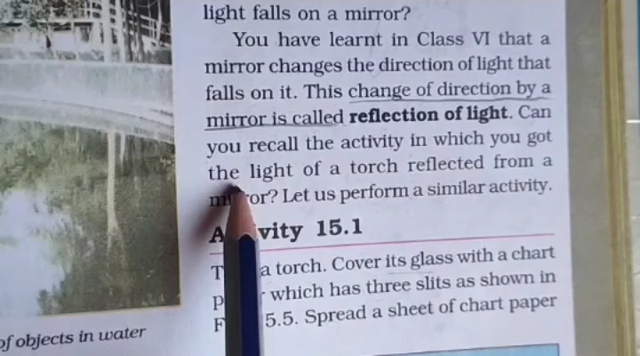 light falls on a mirror?
You have learnt in Class VI that a
mirror changes the direction of light that
falls on it. This change of direction by a
mirror is called reflection of light. Can
you recall the activity in which you got
the light of a torch reflected from a
Let us perform a similar activity.
15.1
a torch. Cover its glass with a chart
which has three slits as shown in
5.5. Spread a sheet of chart paper
of objects in water